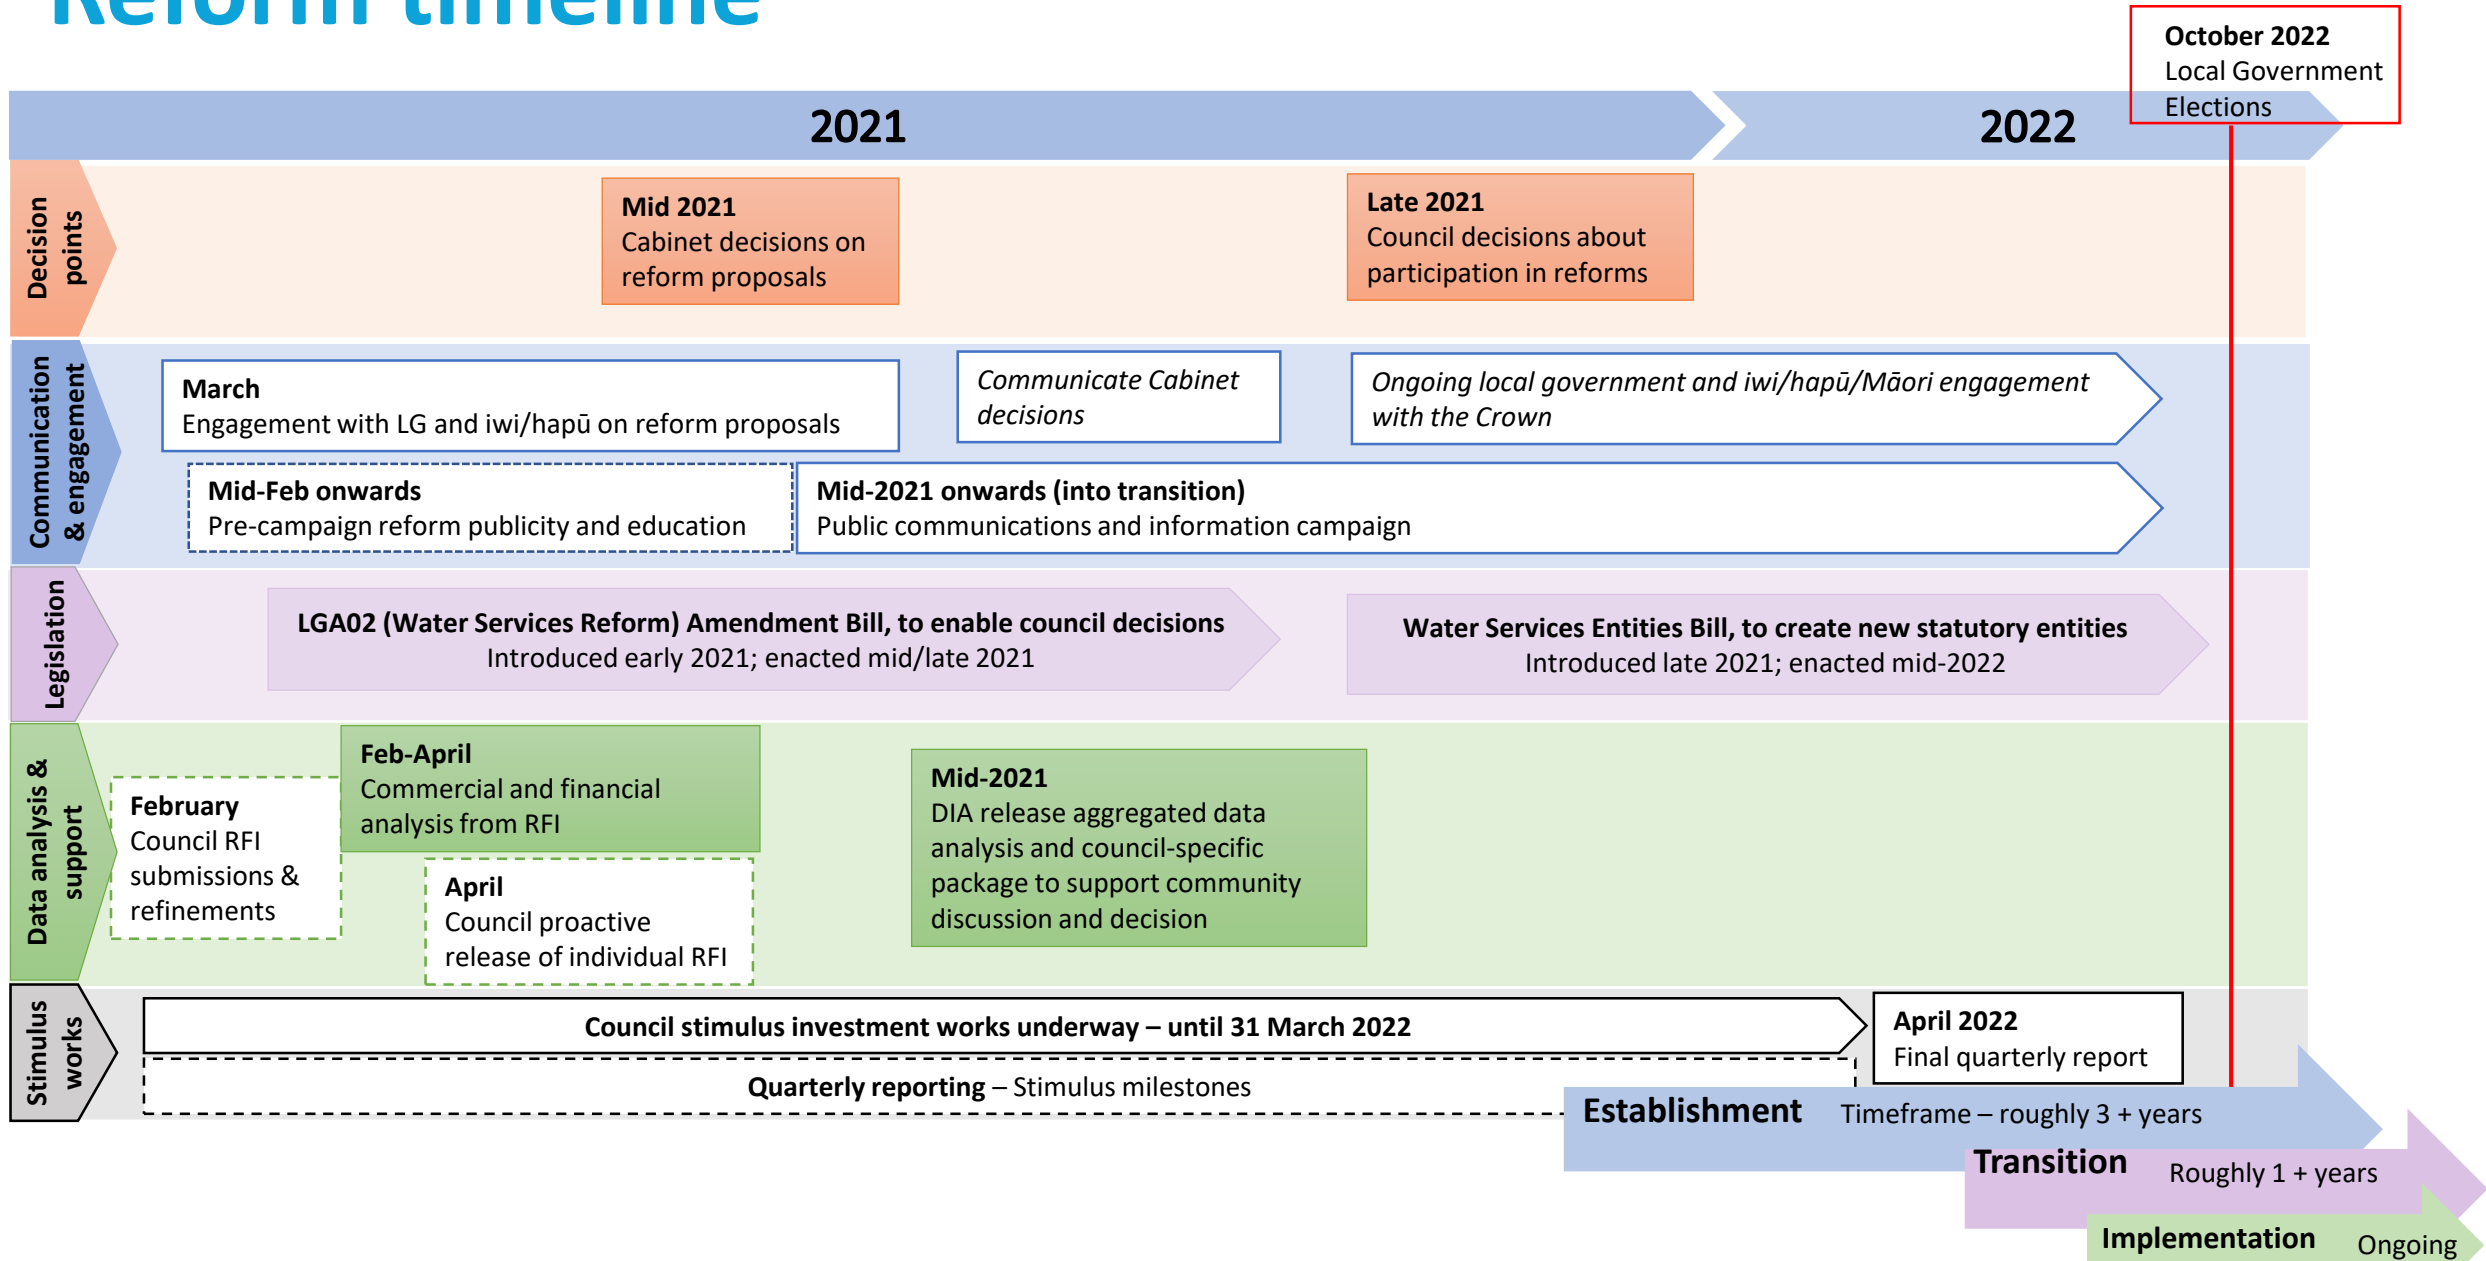 Reform timeline
October 2022
Local Government
Elections
2021
2022
Decision
points
Mid 2021
Cabinet decisions on
reform proposals
Late 2021
Council decisions about
participation in reforms
Communication
& engagement
March
Engagement with LG and iwi/hapū on reform proposals
Communicate Cabinet
decisions
Ongoing local government and iwi/hapū/Māori engagement
with the Crown
Mid-Feb onwards
Pre-campaign reform publicity and education
Mid-2021 onwards (into transition)
Public communications and information campaign
Legislation
LGA02 (Water Services Reform) Amendment Bill, to enable council decisions
Introduced early 2021; enacted mid/late 2021
Water Services Entities Bill, to create new statutory entities
Introduced late 2021; enacted mid-2022
Data analysis &
support
February
Council RFI
submissions &
refinements
Feb-April
Commercial and financial
analysis from RFI
April
Council proactive
release of individual RFI
Mid-2021
DIA release aggregated data
analysis and council-specific
package to support community
discussion and decision
Stimulus
works
Council stimulus investment works underway – until 31 March 2022
Quarterly reporting – Stimulus milestones
April 2022
Final quarterly report
Establishment Timeframe – roughly 3 + years
Transition Roughly 1 + years
Implementation Ongoing